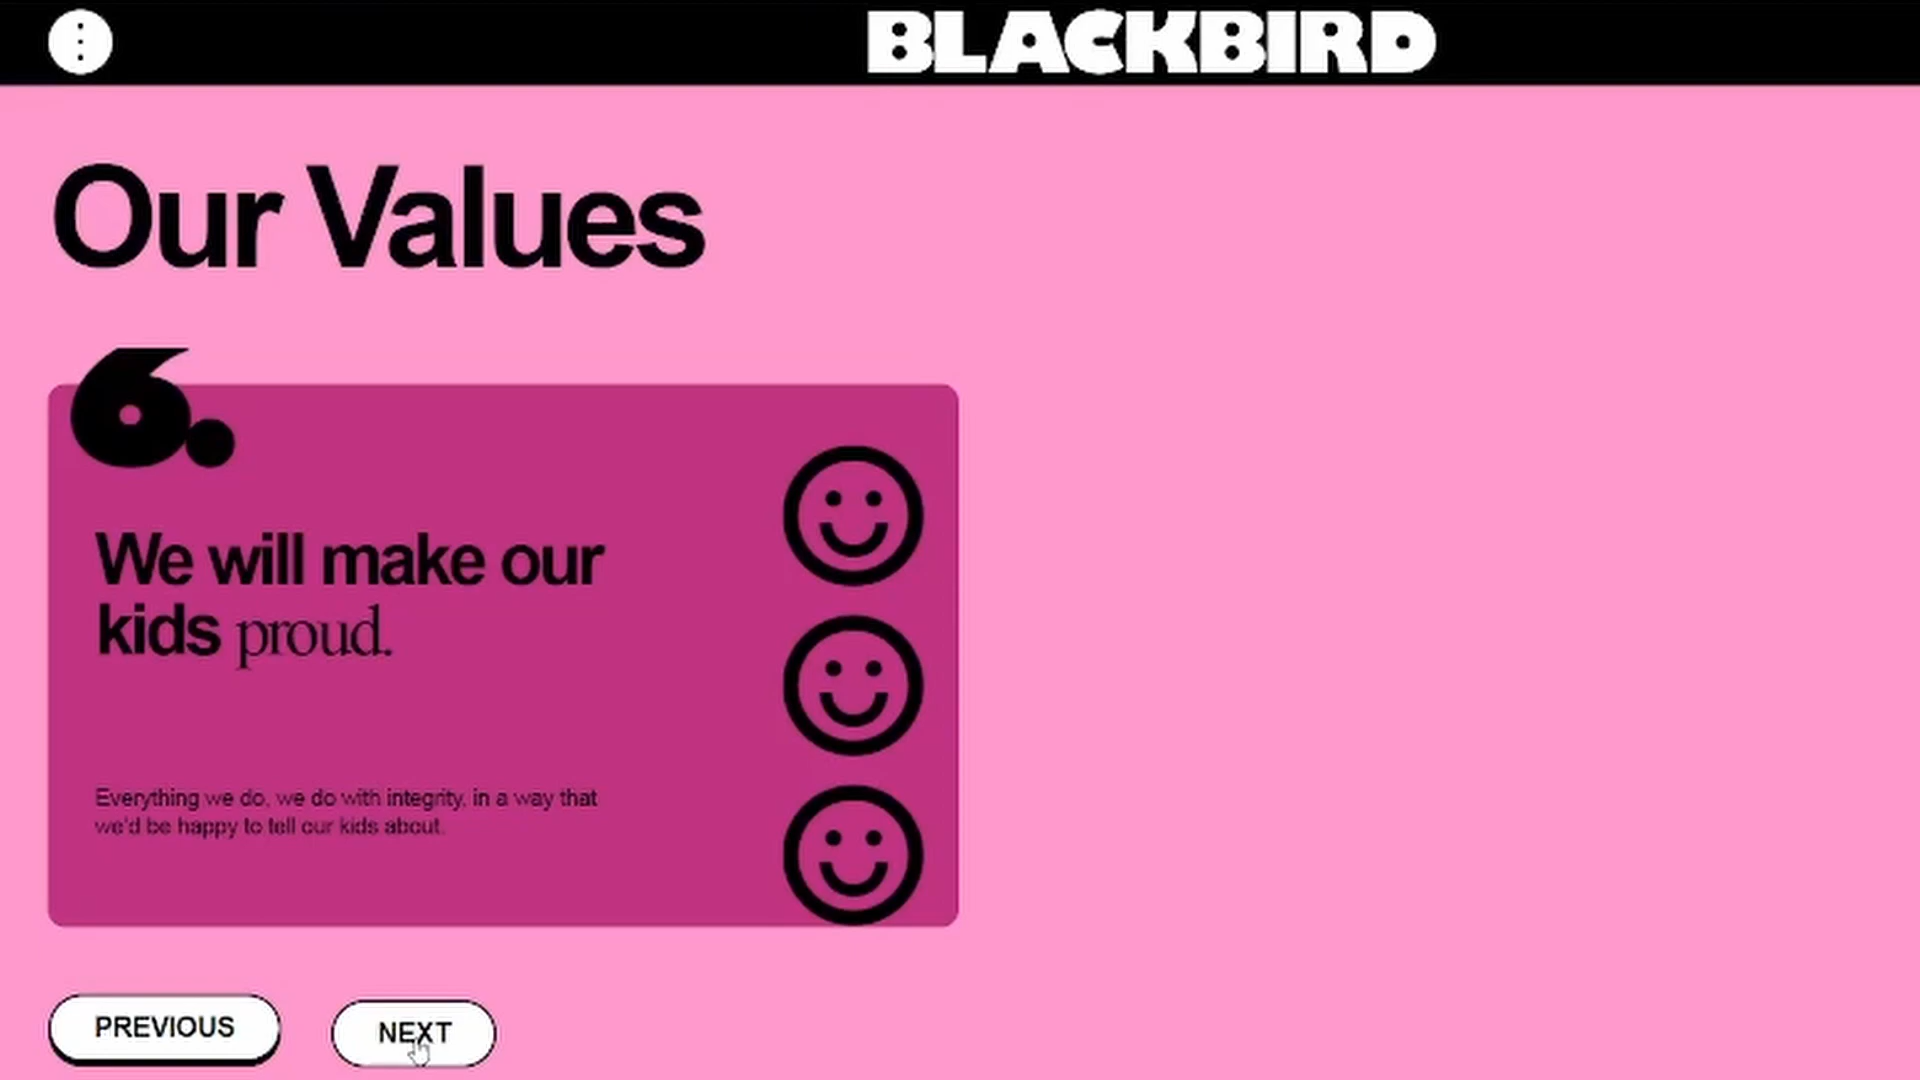 BLACKBIRD
Our Values
6.
We will make our
kids proud.
Everything we do, we do with integrity, in a way that
we'd be happy to tell our kids about.
PREVIOUS
NEXT